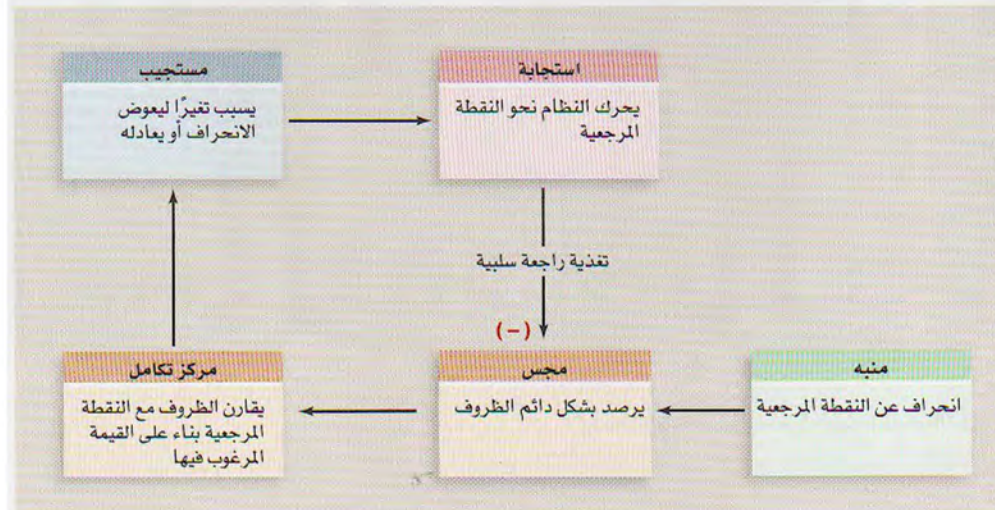 استجابة
يحرك النظام نحو النقطة
المرجعية
مستجيب
يسبب تغيرًا ليعوض
الانحراف أو يعادله
تغذية راجعة سلبية
(-)
منبه
انحراف عن النقطة المرجعية
مجس
يرصد بشكل دائم الظروف
مركز تكامل
يقارن الظروف مع النقطة
المرجعية بناء على القيمة
المرغوب فيها